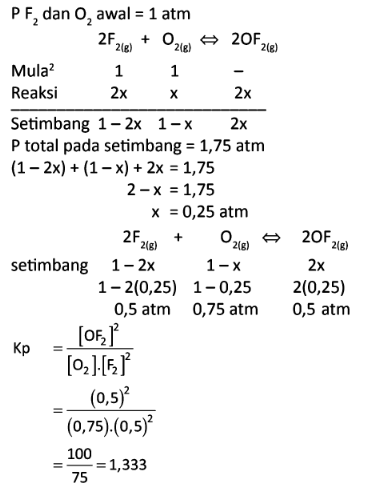 P F₂ dan O₂ awal = 1 atm
2F₂(g) + O₂(g) ⇔ 2OF₂(g)
Mula² 1 1 –
Reaksi 2x x 2x
Setimbang 1 – 2x 1 – x 2x
P total pada setimbang = 1,75 atm
(1 – 2x) + (1 – x) + 2x = 1,75
2 – x = 1,75
x = 0,25 atm
2F₂(g) + O₂(g) ⇔ 2OF₂(g)
setimbang 1 – 2x 1 – x 2x
1 – 2(0,25) 1 – 0,25 2(0,25)
0,5 atm 0,75 atm 0,5 atm
Kp = [OF₂]² / [O₂].[F₂]²
= (0,5)² / (0,75).(0,5)²
= 100 / 75 = 1,333